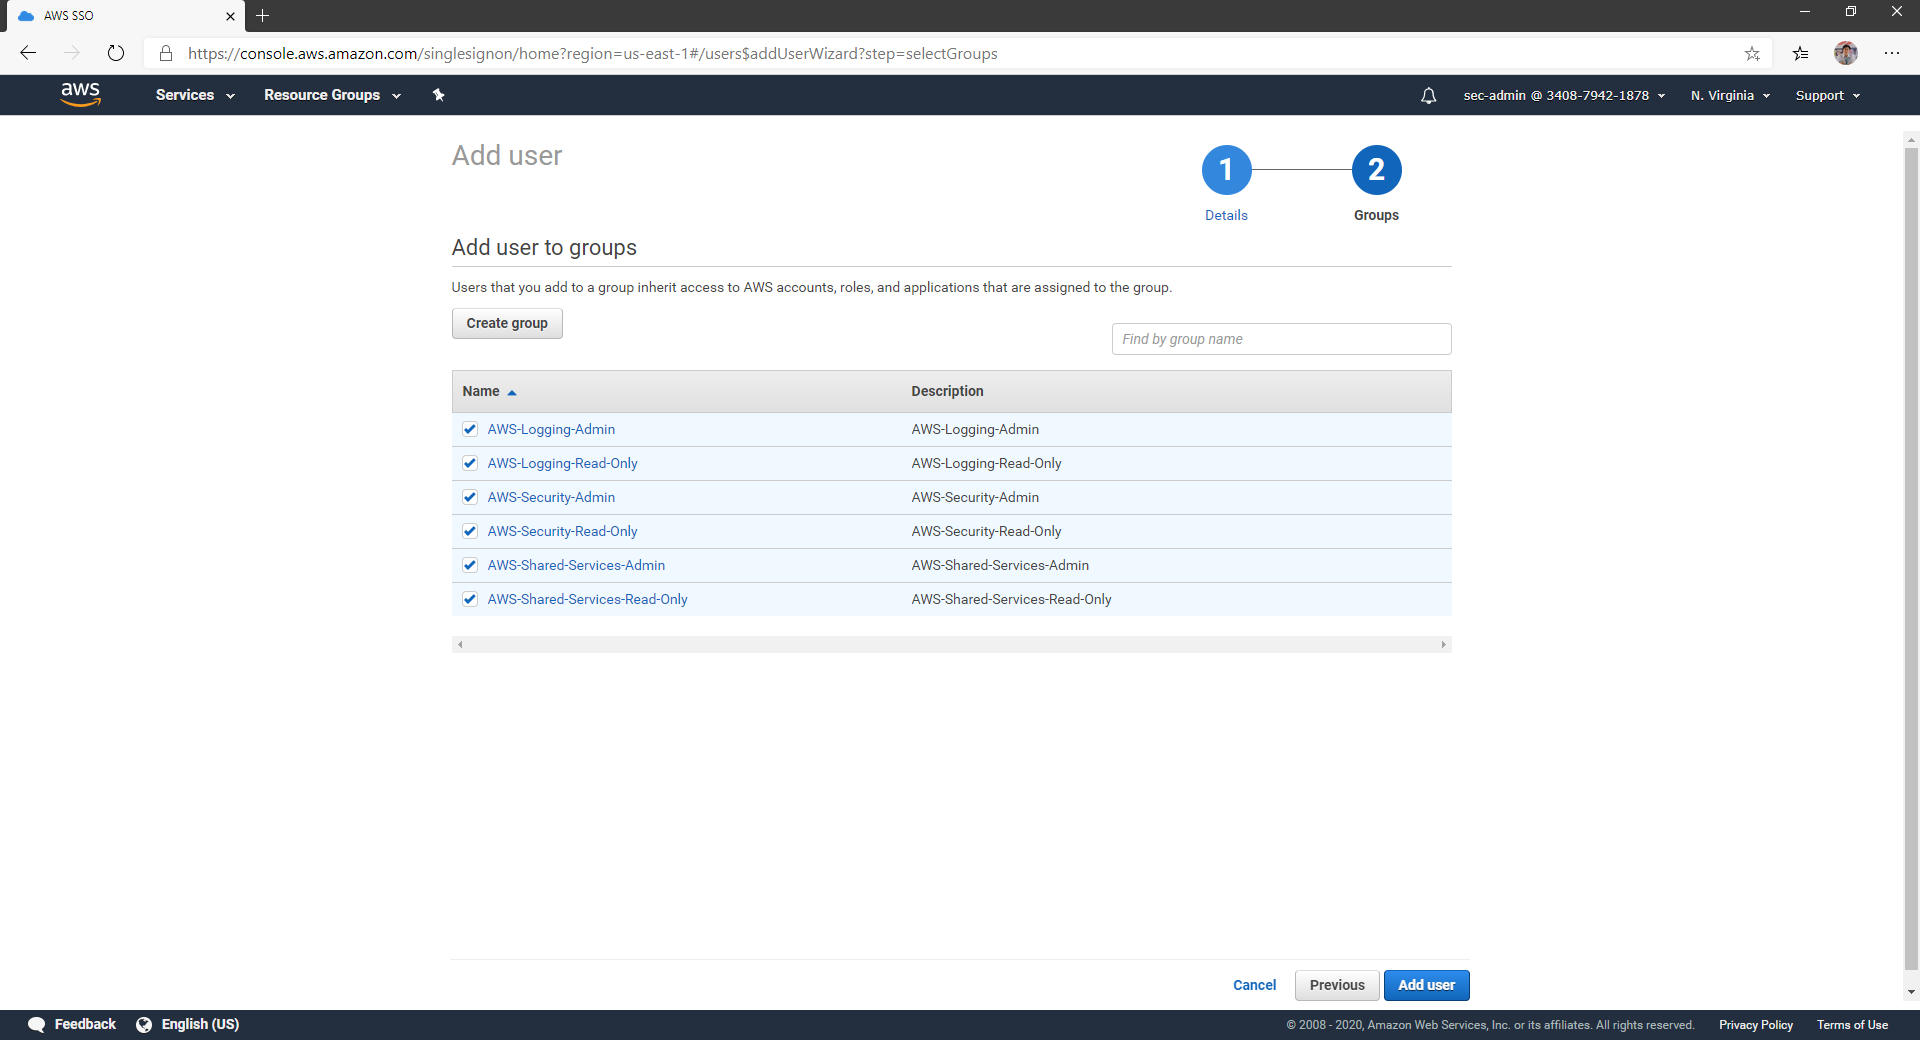 AWS SSO
https://console.aws.amazon.com/singlesignon/home?region=us-east-1#/users$addUserWizard?step=selectGroups
aws Services Resource Groups sec-admin @ 3408-7942-1878 N. Virginia Support
Add user
1 2
Details Groups
Add user to groups
Users that you add to a group inherit access to AWS accounts, roles, and applications that are assigned to the group.
Create group
Find by group name
Name Description
AWS-Logging-Admin AWS-Logging-Admin
AWS-Logging-Read-Only AWS-Logging-Read-Only
AWS-Security-Admin AWS-Security-Admin
AWS-Security-Read-Only AWS-Security-Read-Only
AWS-Shared-Services-Admin AWS-Shared-Services-Admin
AWS-Shared-Services-Read-Only AWS-Shared-Services-Read-Only
Cancel Previous Add user
Feedback English (US) © 2008 - 2020, Amazon Web Services, Inc. or its affiliates. All rights reserved. Privacy Policy Terms of Use